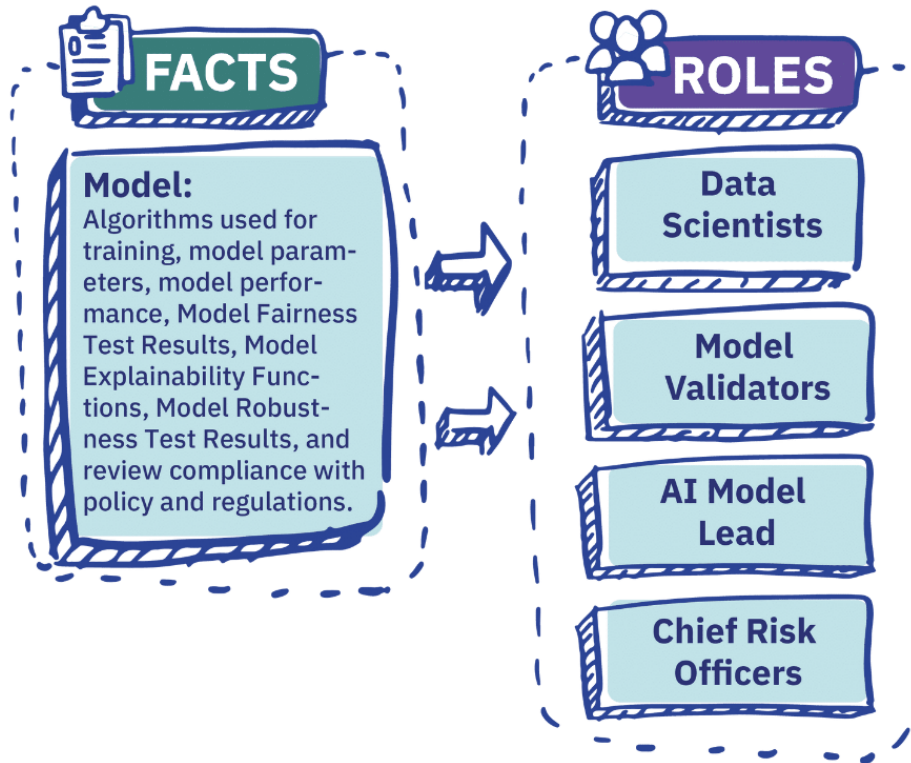 FACTS
Model:
Algorithms used for
training, model param-
eters, model perfor-
mance, Model Fairness
Test Results, Model
Explainability Func-
tions, Model Robust-
ness Test Results, and
review compliance with
policy and regulations.
ROLES
Data
Scientists
Model
Validators
AI Model
Lead
Chief Risk
Officers